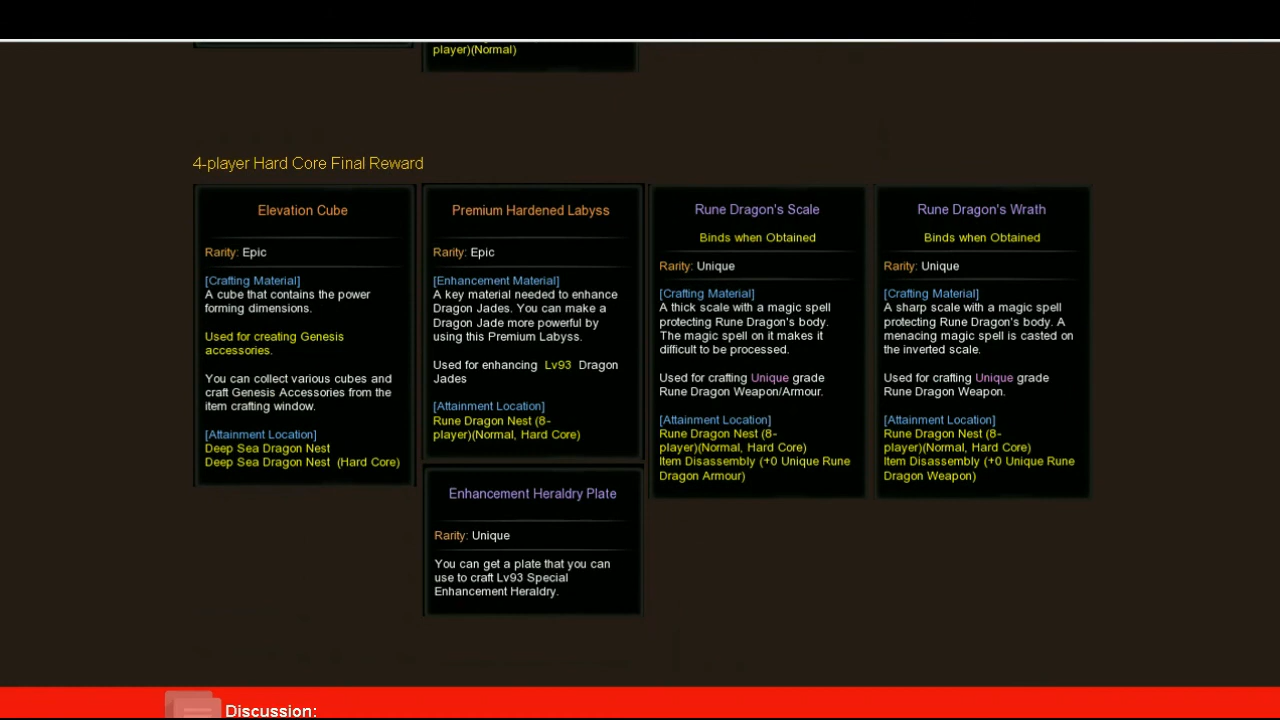 player)(Normal)
4-player Hard Core Final Reward
Elevation Cube
Rarity: Epic
[Crafting Material]
A cube that contains the power
forming dimensions.
Used for creating Genesis
accessories.
You can collect various cubes and
craft Genesis Accessories from the
item crafting window.
[Attainment Location]
Deep Sea Dragon Nest
Deep Sea Dragon Nest (Hard Core)
Premium Hardened Labyss
Rarity: Epic
[Enhancement Material]
A key material needed to enhance
Dragon Jades. You can make a
Dragon Jade more powerful by
using this Premium Labyss.
Used for enhancing Lv93 Dragon
Jades
[Attainment Location]
Rune Dragon Nest (8-
player)(Normal, Hard Core)
Enhancement Heraldry Plate
Rarity: Unique
You can get a plate that you can
use to craft Lv93 Special
Enhancement Heraldry.
Rune Dragon's Scale
Binds when Obtained
Rarity: Unique
[Crafting Material]
A thick scale with a magic spell
protecting Rune Dragon's body.
The magic spell on it makes it
difficult to be processed.
Used for crafting Unique grade
Rune Dragon Weapon/Armour.
[Attainment Location]
Rune Dragon Nest (8-
player)(Normal, Hard Core)
Item Disassembly (+0 Unique Rune
Dragon Armour)
Rune Dragon's Wrath
Binds when Obtained
Rarity: Unique
[Crafting Material]
A sharp scale with a magic spell
protecting Rune Dragon's body. A
menacing magic spell is casted on
the inverted scale.
Used for crafting Unique grade
Rune Dragon Weapon.
[Attainment Location]
Rune Dragon Nest (8-
player)(Normal, Hard Core)
Item Disassembly (+0 Unique Rune
Dragon Weapon)
Discussion: